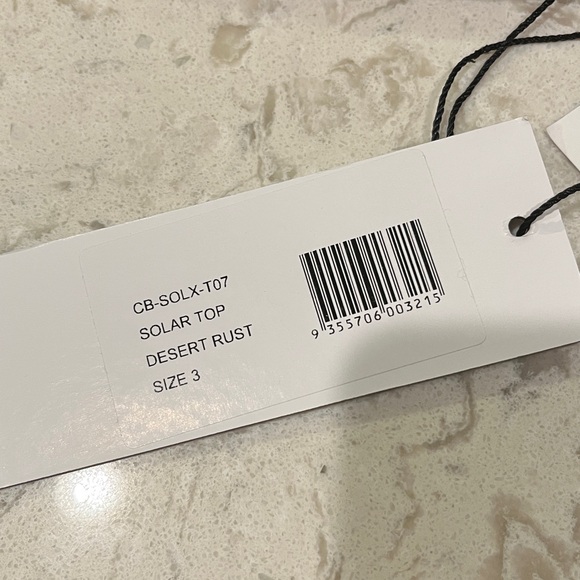 CB-SOLX-T07
SOLAR TOP
DESERT RUST
SIZE 3
9 355706 003215